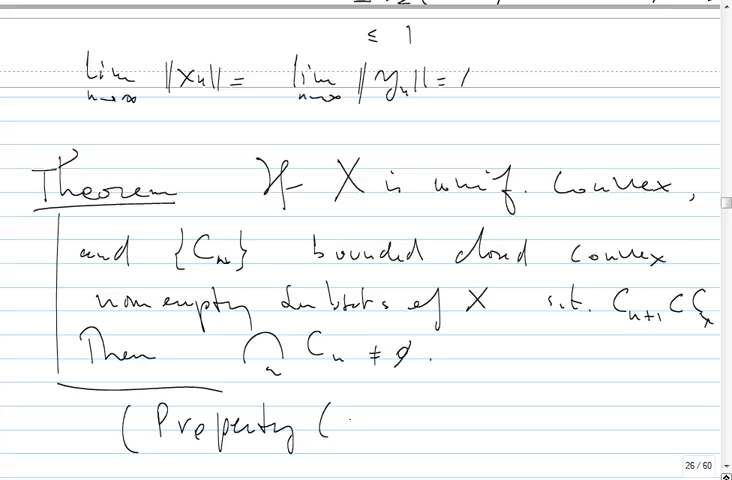 ≤ 1
lim ||xn|| = lim ||yn|| = 1
n→∞ n→∞
Theorem If X is unif. convex,
and {Cn} bounded closed convex
nonempty subsets of X s.t. Cn+1 ⊂ Cn
Then ∩n Cn ≠ ∅.
(Property (
26 / 60